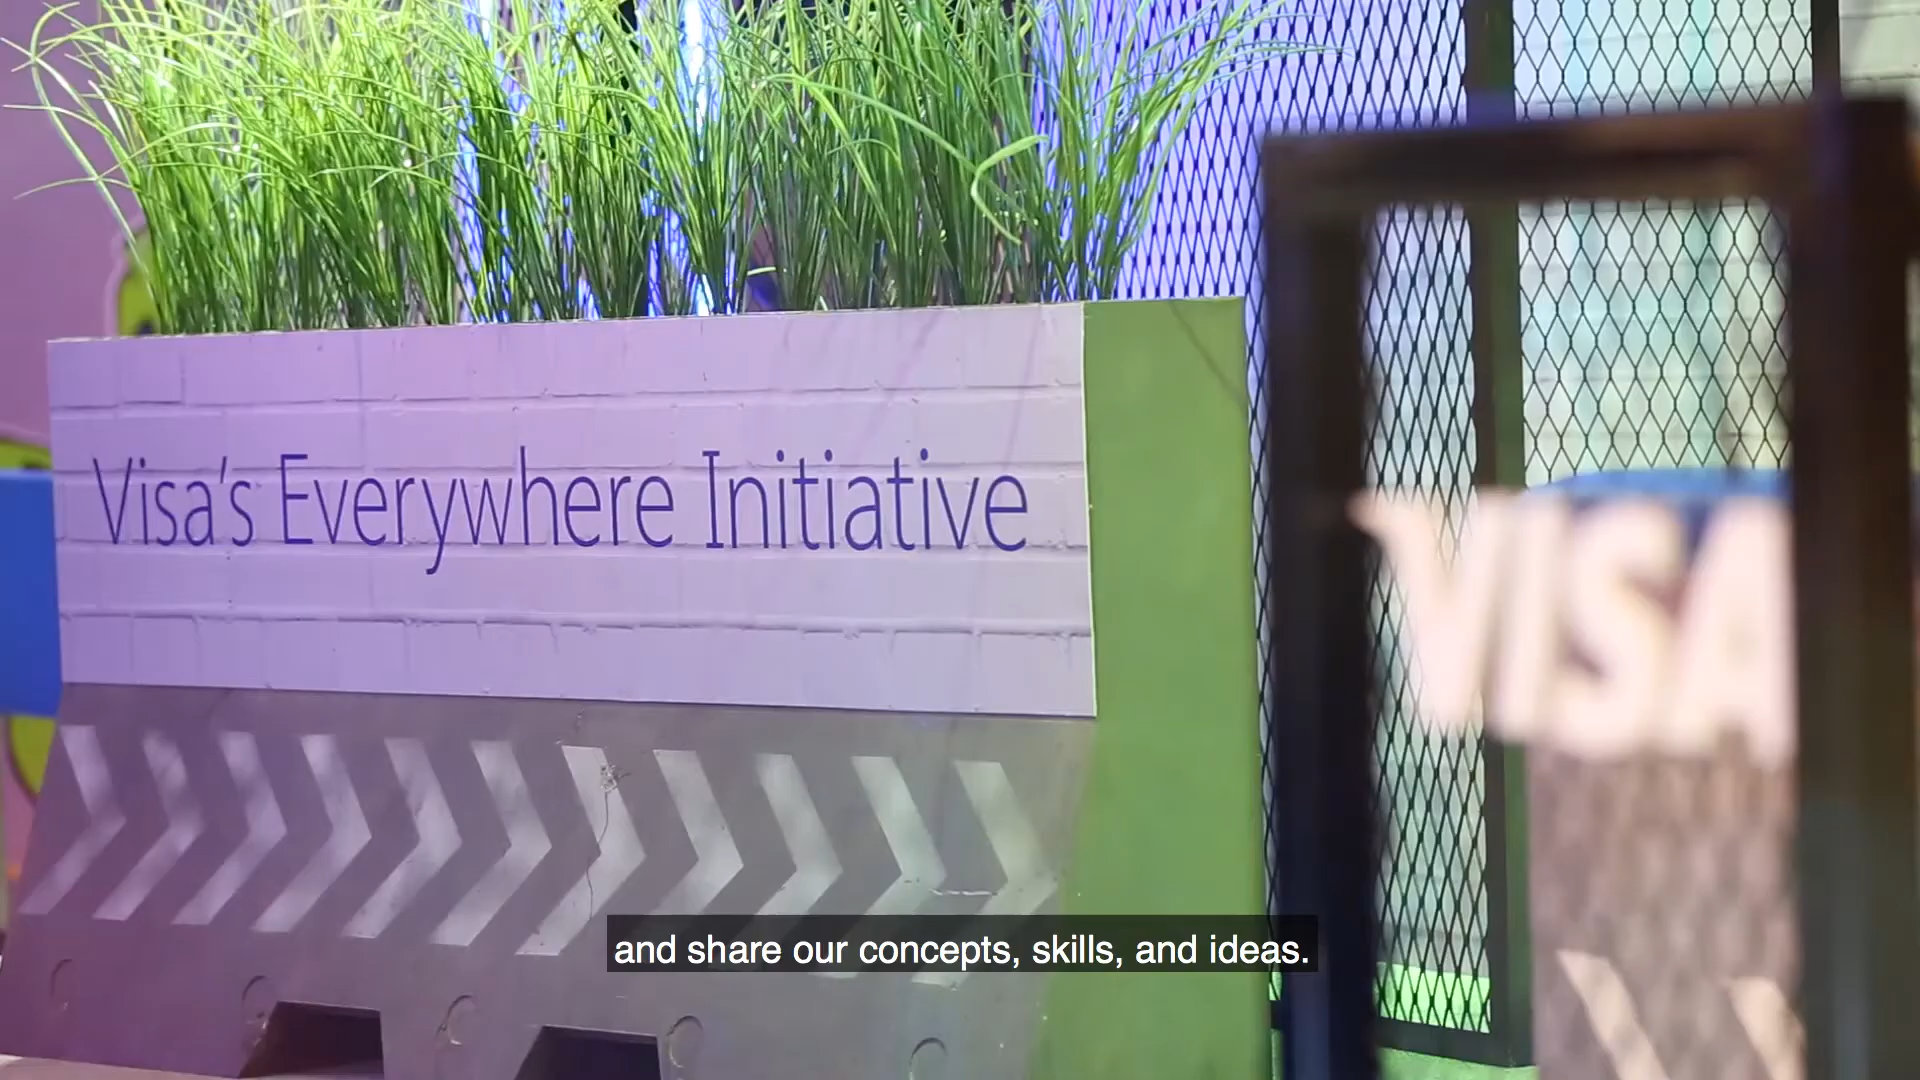 Visa's Everywhere Initiative
VISA
and share our concepts, skills, and ideas.